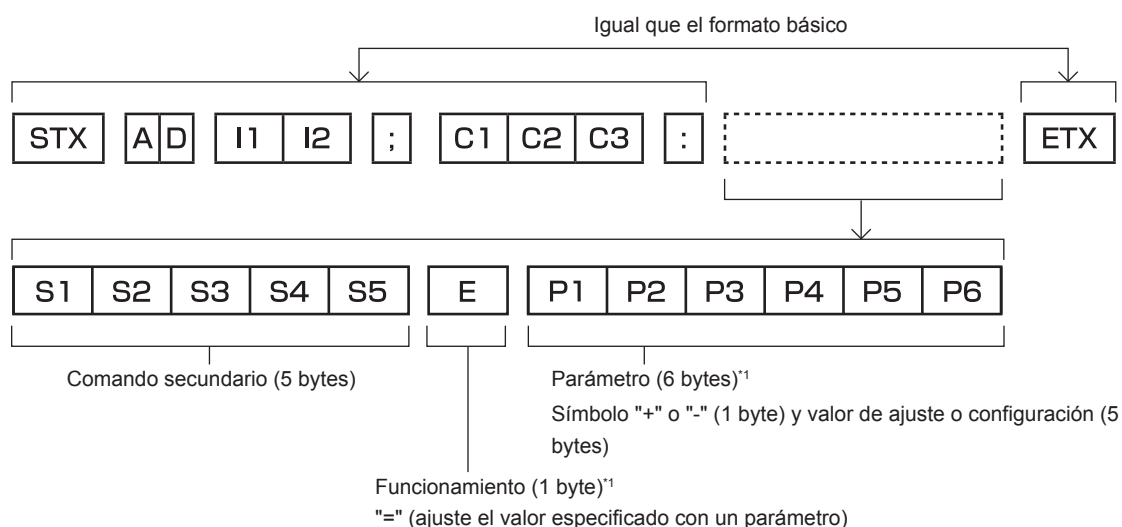 Igual que el formato básico
STX A D I1 I2 ; C1 C2 C3 : ETX
S1 S2 S3 S4 S5 E P1 P2 P3 P4 P5 P6
Comando secundario (5 bytes)
Parámetro (6 bytes)*1
Símbolo "+" o "-" (1 byte) y valor de ajuste o configuración (5
bytes)
Funcionamiento (1 byte)*1
"=" (ajuste el valor especificado con un parámetro)